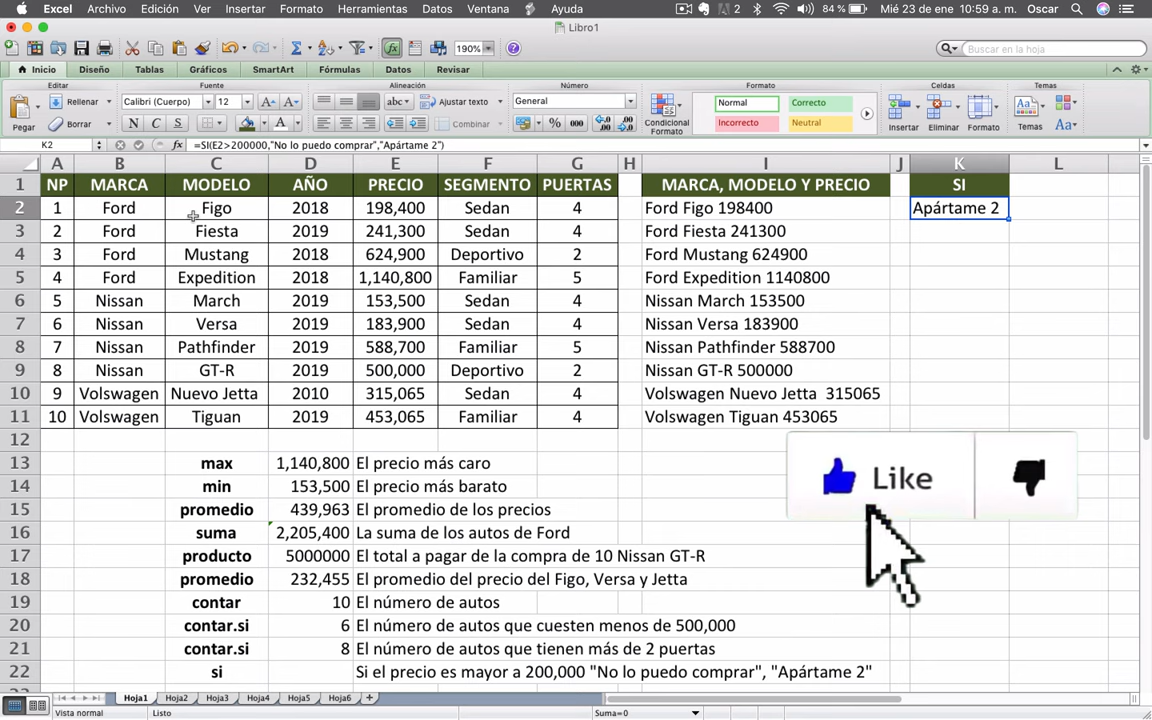 Excel Archivo Edición Ver Insertar Formato Herramientas Datos Ventana Ayuda 2 84 % Mié 23 de ene 10:59 a. m. Oscar
Libro1
190% Buscar en la hoja
Inicio Diseño Tablas Gráficos SmartArt Fórmulas Datos Revisar
Editar Fuente Alineación Número Formato Celdas Temas
Pegar Rellenar Calibri (Cuerpo) 12 A A abc Ajustar texto General Condicional Formato Normal Correcto Insertar Eliminar Formato Temas Aa
Borrar N C S A Combinar % 000 Incorrecto Neutral
K2 fx =SI(E2>200000,"No lo puedo comprar","Apártame 2")
A B C D E F G H I J K L
1 NP MARCA MODELO AÑO PRECIO SEGMENTO PUERTAS MARCA, MODELO Y PRECIO SI
2 1 Ford Figo 2018 198,400 Sedan 4 Ford Figo 198400 Apártame 2
3 2 Ford Fiesta 2019 241,300 Sedan 4 Ford Fiesta 241300
4 3 Ford Mustang 2018 624,900 Deportivo 2 Ford Mustang 624900
5 4 Ford Expedition 2018 1,140,800 Familiar 5 Ford Expedition 1140800
6 5 Nissan March 2019 153,500 Sedan 4 Nissan March 153500
7 6 Nissan Versa 2019 183,900 Sedan 4 Nissan Versa 183900
8 7 Nissan Pathfinder 2019 588,700 Familiar 5 Nissan Pathfinder 588700
9 8 Nissan GT-R 2019 500,000 Deportivo 2 Nissan GT-R 500000
10 9 Volswagen Nuevo Jetta 2010 315,065 Sedan 4 Volswagen Nuevo Jetta 315065
11 10 Volswagen Tiguan 2019 453,065 Familiar 4 Volswagen Tiguan 453065
12
13 max 1,140,800 El precio más caro
14 min 153,500 El precio más barato
15 promedio 439,963 El promedio de los precios
16 suma 2,205,400 La suma de los autos de Ford
17 producto 5000000 El total a pagar de la compra de 10 Nissan GT-R
18 promedio 232,455 El promedio del precio del Figo, Versa y Jetta
19 contar 10 El número de autos
20 contar.si 6 El número de autos que cuesten menos de 500,000
21 contar.si 8 El número de autos que tienen más de 2 puertas
22 si Si el precio es mayor a 200,000 "No lo puedo comprar", "Apártame 2"
Like
Hoja1 Hoja2 Hoja3 Hoja4 Hoja5 Hoja6
Vista normal Listo Suma=0